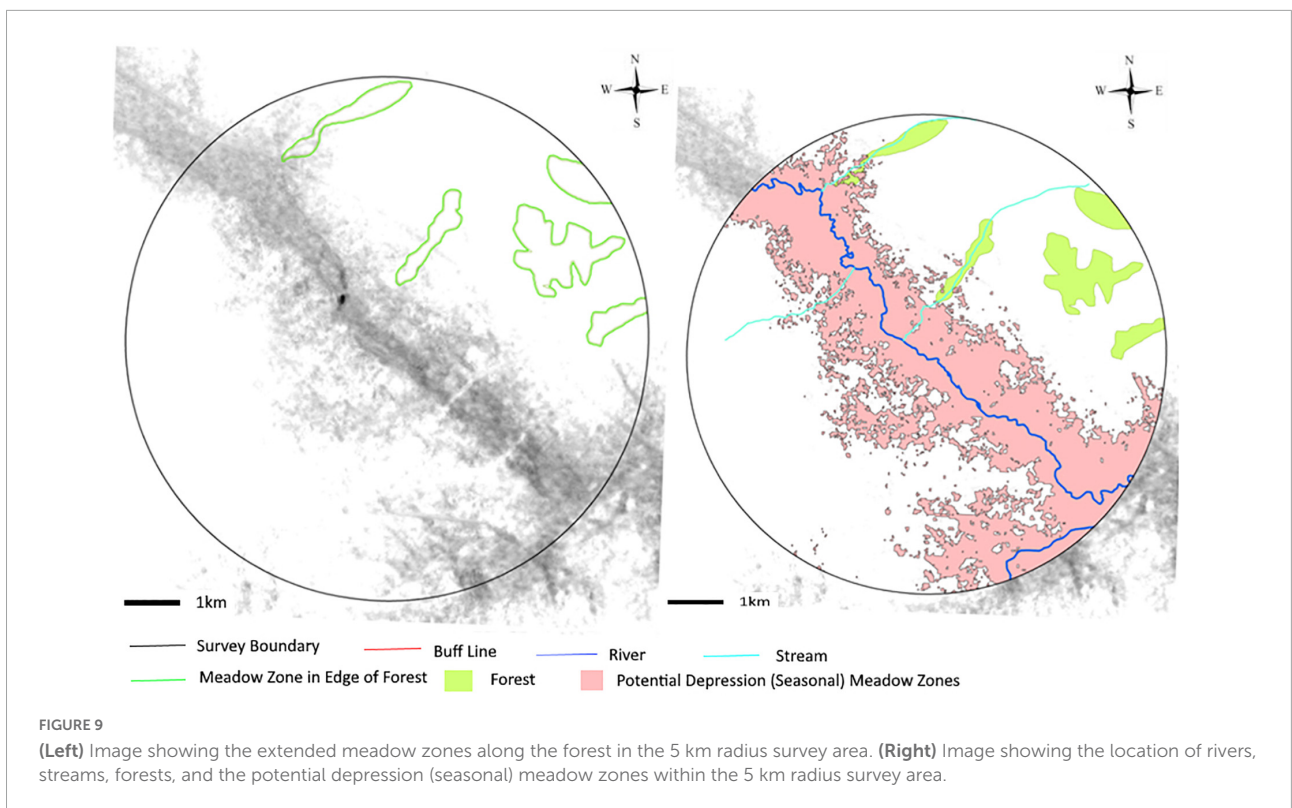 N
W E
S
N
W E
S
1km
1km
Survey Boundary Buff Line River Stream
Meadow Zone in Edge of Forest Forest Potential Depression (Seasonal) Meadow Zones
FIGURE 9
(Left) Image showing the extended meadow zones along the forest in the 5 km radius survey area. (Right) Image showing the location of rivers,
streams, forests, and the potential depression (seasonal) meadow zones within the 5 km radius survey area.